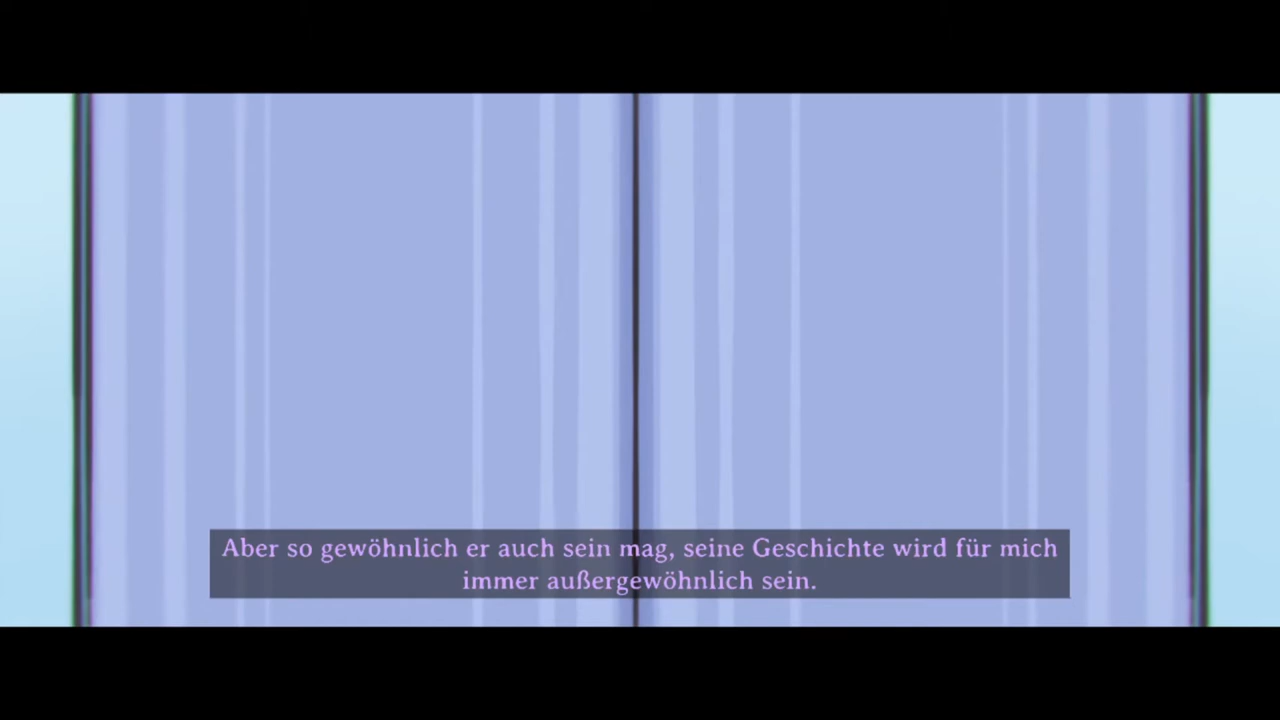 Aber so gewöhnlich er auch sein mag, seine Geschichte wird für mich
immer außergewöhnlich sein.